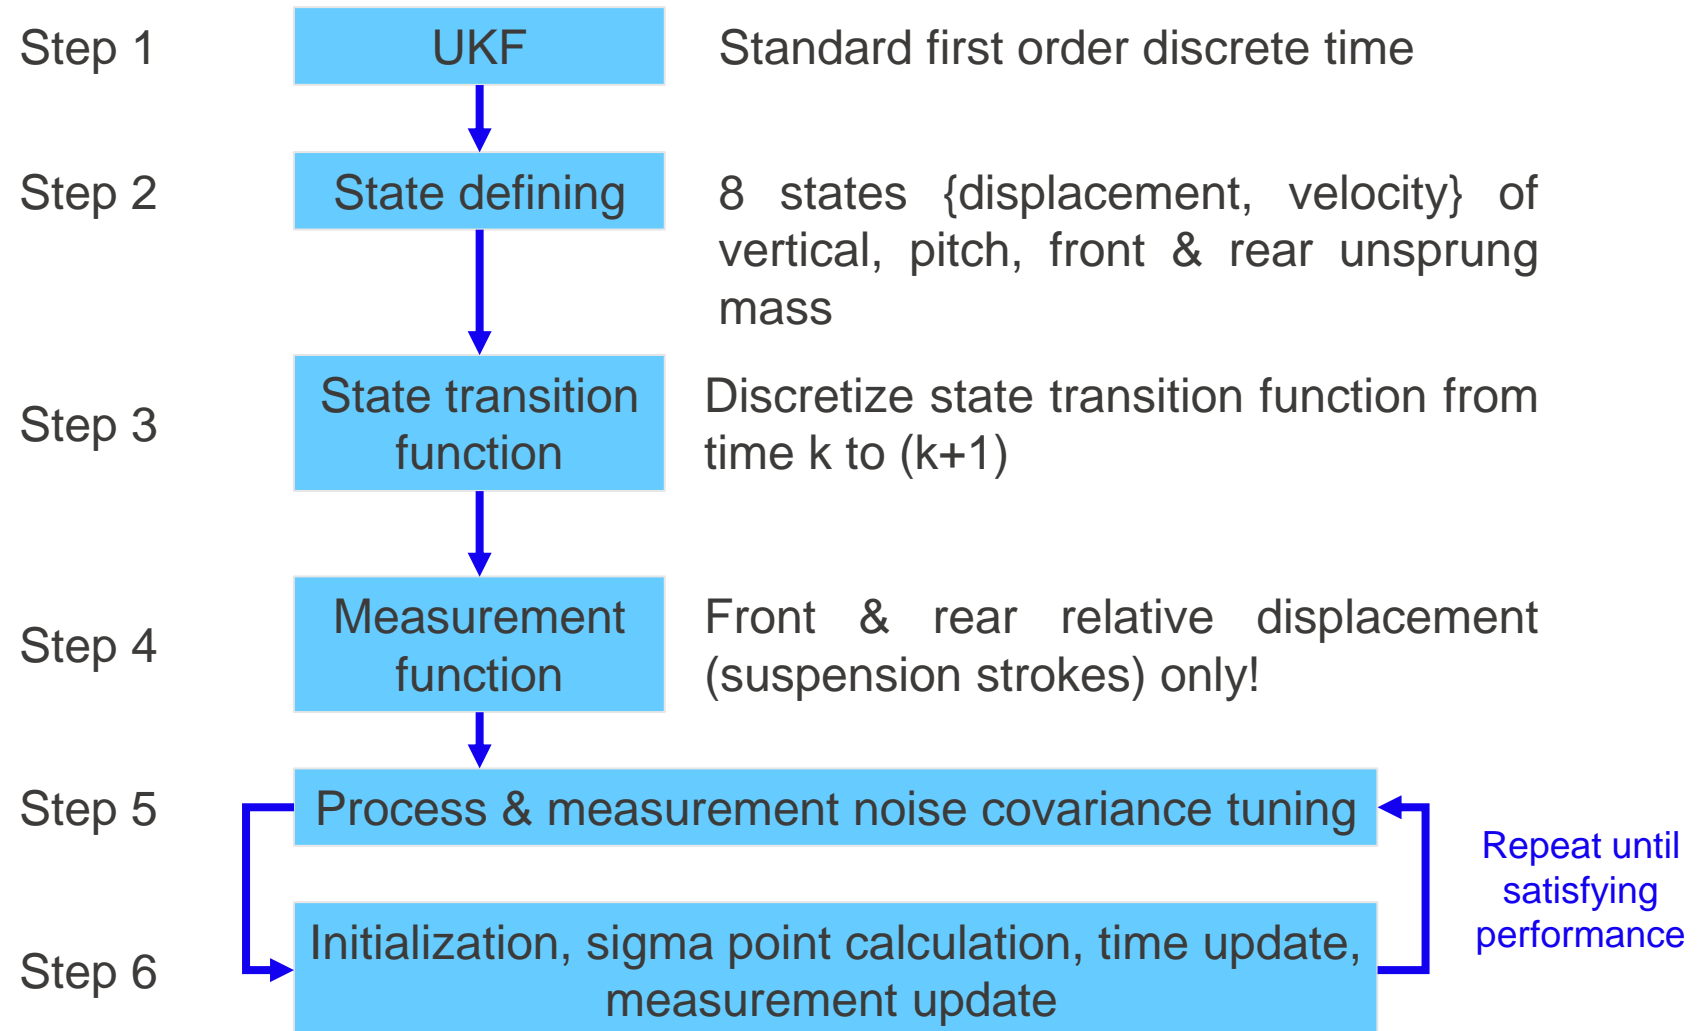 Step 1
UKF
Standard first order discrete time
Step 2
State defining
8 states {displacement, velocity} of
vertical, pitch, front & rear unsprung
mass
Step 3
State transition
function
Discretize state transition function from
time k to (k+1)
Step 4
Measurement
function
Front & rear relative displacement
(suspension strokes) only!
Step 5
Process & measurement noise covariance tuning
Repeat until
satisfying
performance
Step 6
Initialization, sigma point calculation, time update,
measurement update